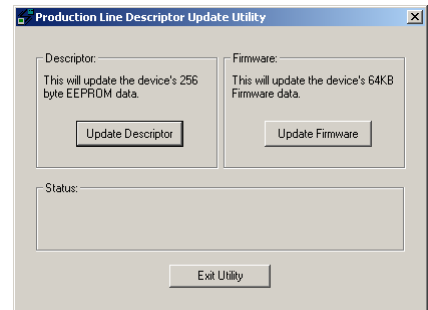 Production Line Descriptor Update Utility
Descriptor:
This will update the device's 256
byte EEPROM data.
Update Descriptor
Firmware:
This will update the device's 64KB
Firmware data.
Update Firmware
Status:
Exit Utility